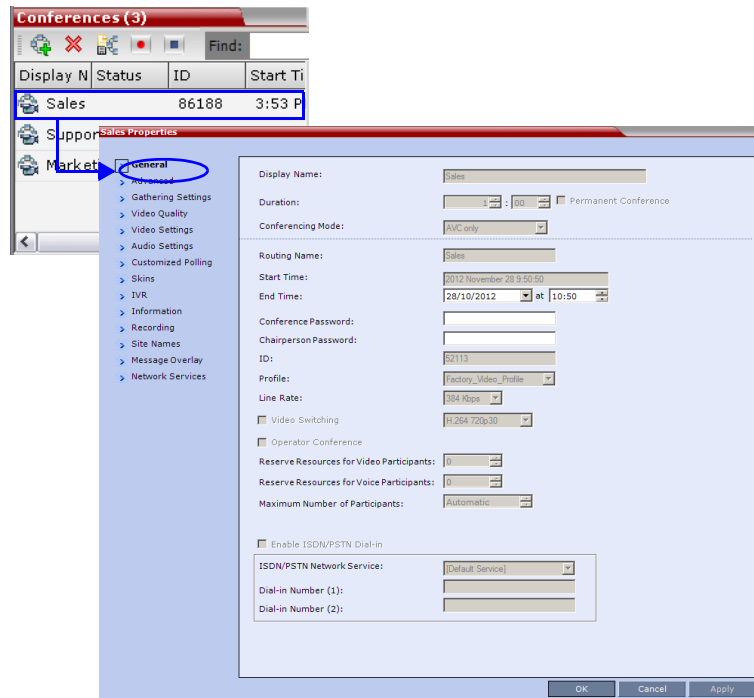 Conferences (3)
Find:
Display N Status ID Start Ti
Sales 86188 3:53 P
Suppor
Market
Sales Properties
General
Advanced
Gathering Settings
Video Quality
Video Settings
Audio Settings
Customized Polling
Skins
IVR
Information
Recording
Site Names
Message Overlay
Network Services
Display Name: Sales
Duration: 1 : 00 Permanent Conference
Conferencing Mode: AVC only
Routing Name: Sales
Start Time: 2012 November 28 9:50:50
End Time: 28/10/2012 at 10:50
Conference Password:
Chairperson Password:
ID: 52113
Profile: Factory_Video_Profile
Line Rate: 384 Kbps
Video Switching H.264 720p30
Operator Conference
Reserve Resources for Video Participants: 0
Reserve Resources for Voice Participants: 0
Maximum Number of Participants: Automatic
Enable ISDN/PSTN Dial-in
ISDN/PSTN Network Service: [Default Service]
Dial-in Number (1):
Dial-in Number (2):
OK Cancel Apply